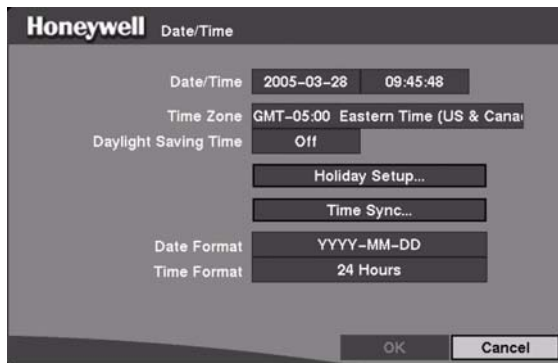 Honeywell Date/Time
Date/Time 2005-03-28 09:45:48
Time Zone GMT-05:00 Eastern Time (US & Cana
Daylight Saving Time Off
Holiday Setup...
Time Sync...
Date Format YYYY-MM-DD
Time Format 24 Hours
OK Cancel